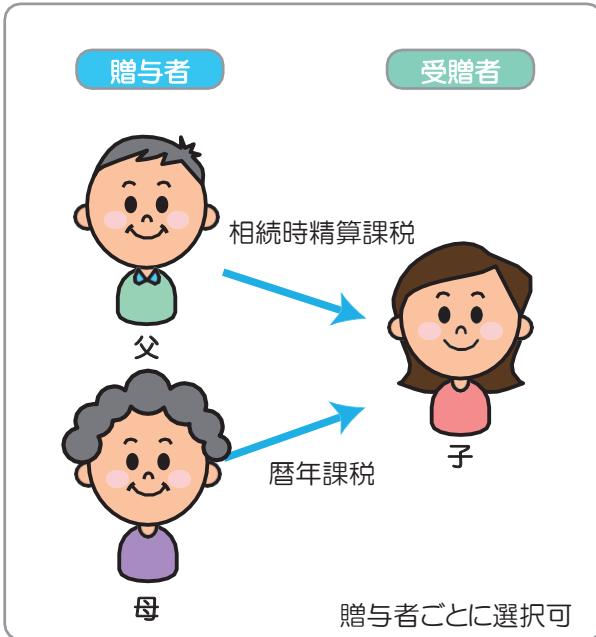 贈与者
受贈者
相続時精算課税
父
子
暦年課税
母
贈与者ごとに選択可